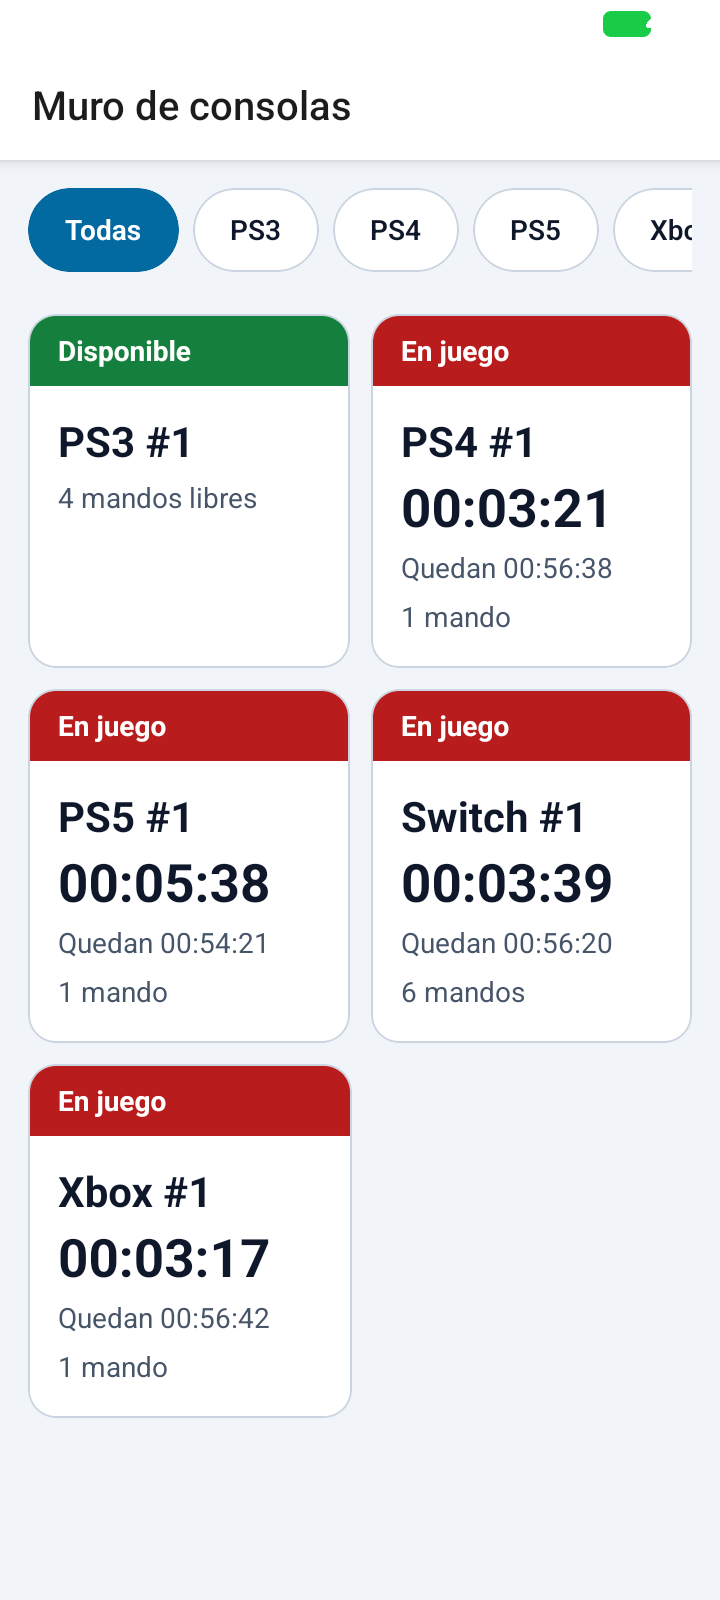 Muro de consolas
Todas
PS3
PS4
PS5
Xbo
Disponible
PS3 #1
4 mandos libres
En juego
PS4 #1
00:03:21
Quedan 00:56:38
1 mando
En juego
PS5 #1
00:05:38
Quedan 00:54:21
1 mando
En juego
Switch #1
00:03:39
Quedan 00:56:20
6 mandos
En juego
Xbox #1
00:03:17
Quedan 00:56:42
1 mando